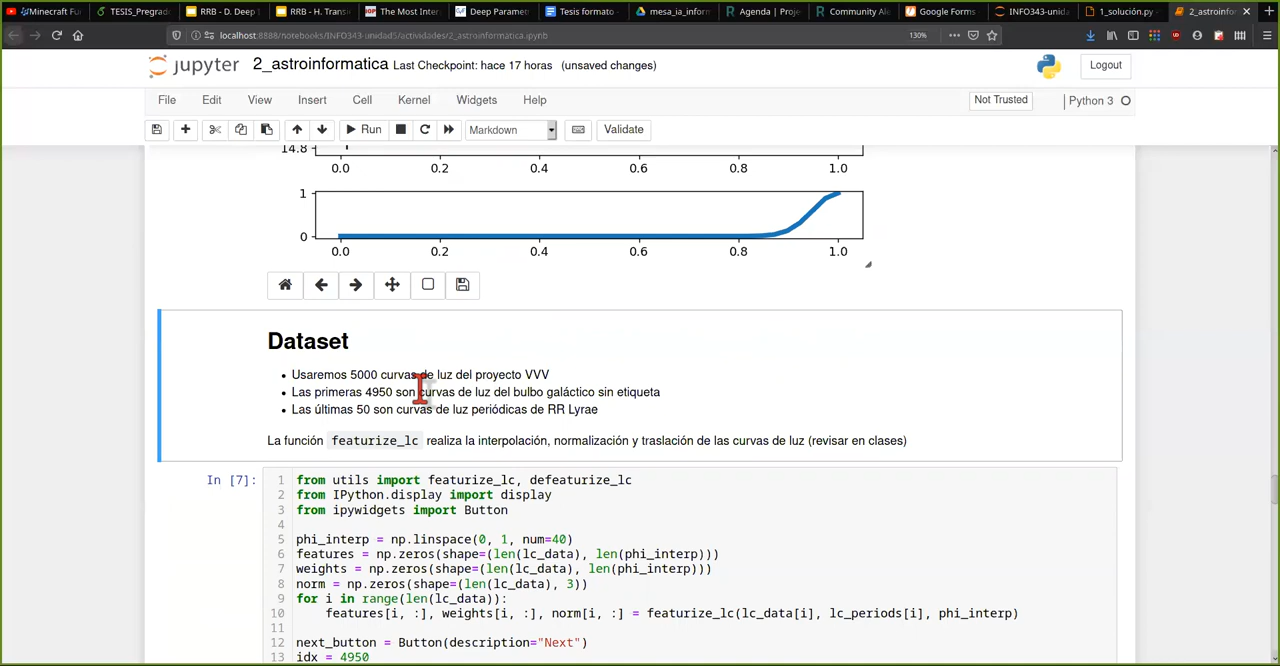 Minecraft Fu
TESIS_Pregrad
RRB - D. Deep
RRB - H. Transi
The Most Inter
Deep Paramet
Tesis formato
mesa_ia_inform
Agenda | Proje
Community Ale
Google Forms
INFO343-unida
1_solución.py
2_astroinfor
localhost:8888/notebooks/INFO343-unidad5/actividades/2_astroinformatica.ipynb
130%
jupyter 2_astroinformatica Last Checkpoint: hace 17 horas (unsaved changes)
Logout
File Edit View Insert Cell Kernel Widgets Help
Not Trusted
Python 3
Run
Markdown
Validate
14.8
0.0 0.2 0.4 0.6 0.8 1.0
1
0
0.0 0.2 0.4 0.6 0.8 1.0
Dataset
Usaremos 5000 curvas de luz del proyecto VVV
Las primeras 4950 son curvas de luz del bulbo galáctico sin etiqueta
Las últimas 50 son curvas de luz periódicas de RR Lyrae
La función featurize_lc realiza la interpolación, normalización y traslación de las curvas de luz (revisar en clases)
In [7]:
1 from utils import featurize_lc, defeaturize_lc
2 from IPython.display import display
3 from ipywidgets import Button
4
5 phi_interp = np.linspace(0, 1, num=40)
6 features = np.zeros(shape=(len(lc_data), len(phi_interp)))
7 weights = np.zeros(shape=(len(lc_data), len(phi_interp)))
8 norm = np.zeros(shape=(len(lc_data), 3))
9 for i in range(len(lc_data)):
10 features[i, :], weights[i, :], norm[i, :] = featurize_lc(lc_data[i], lc_periods[i], phi_interp)
11
12 next_button = Button(description="Next")
13 idx = 4950